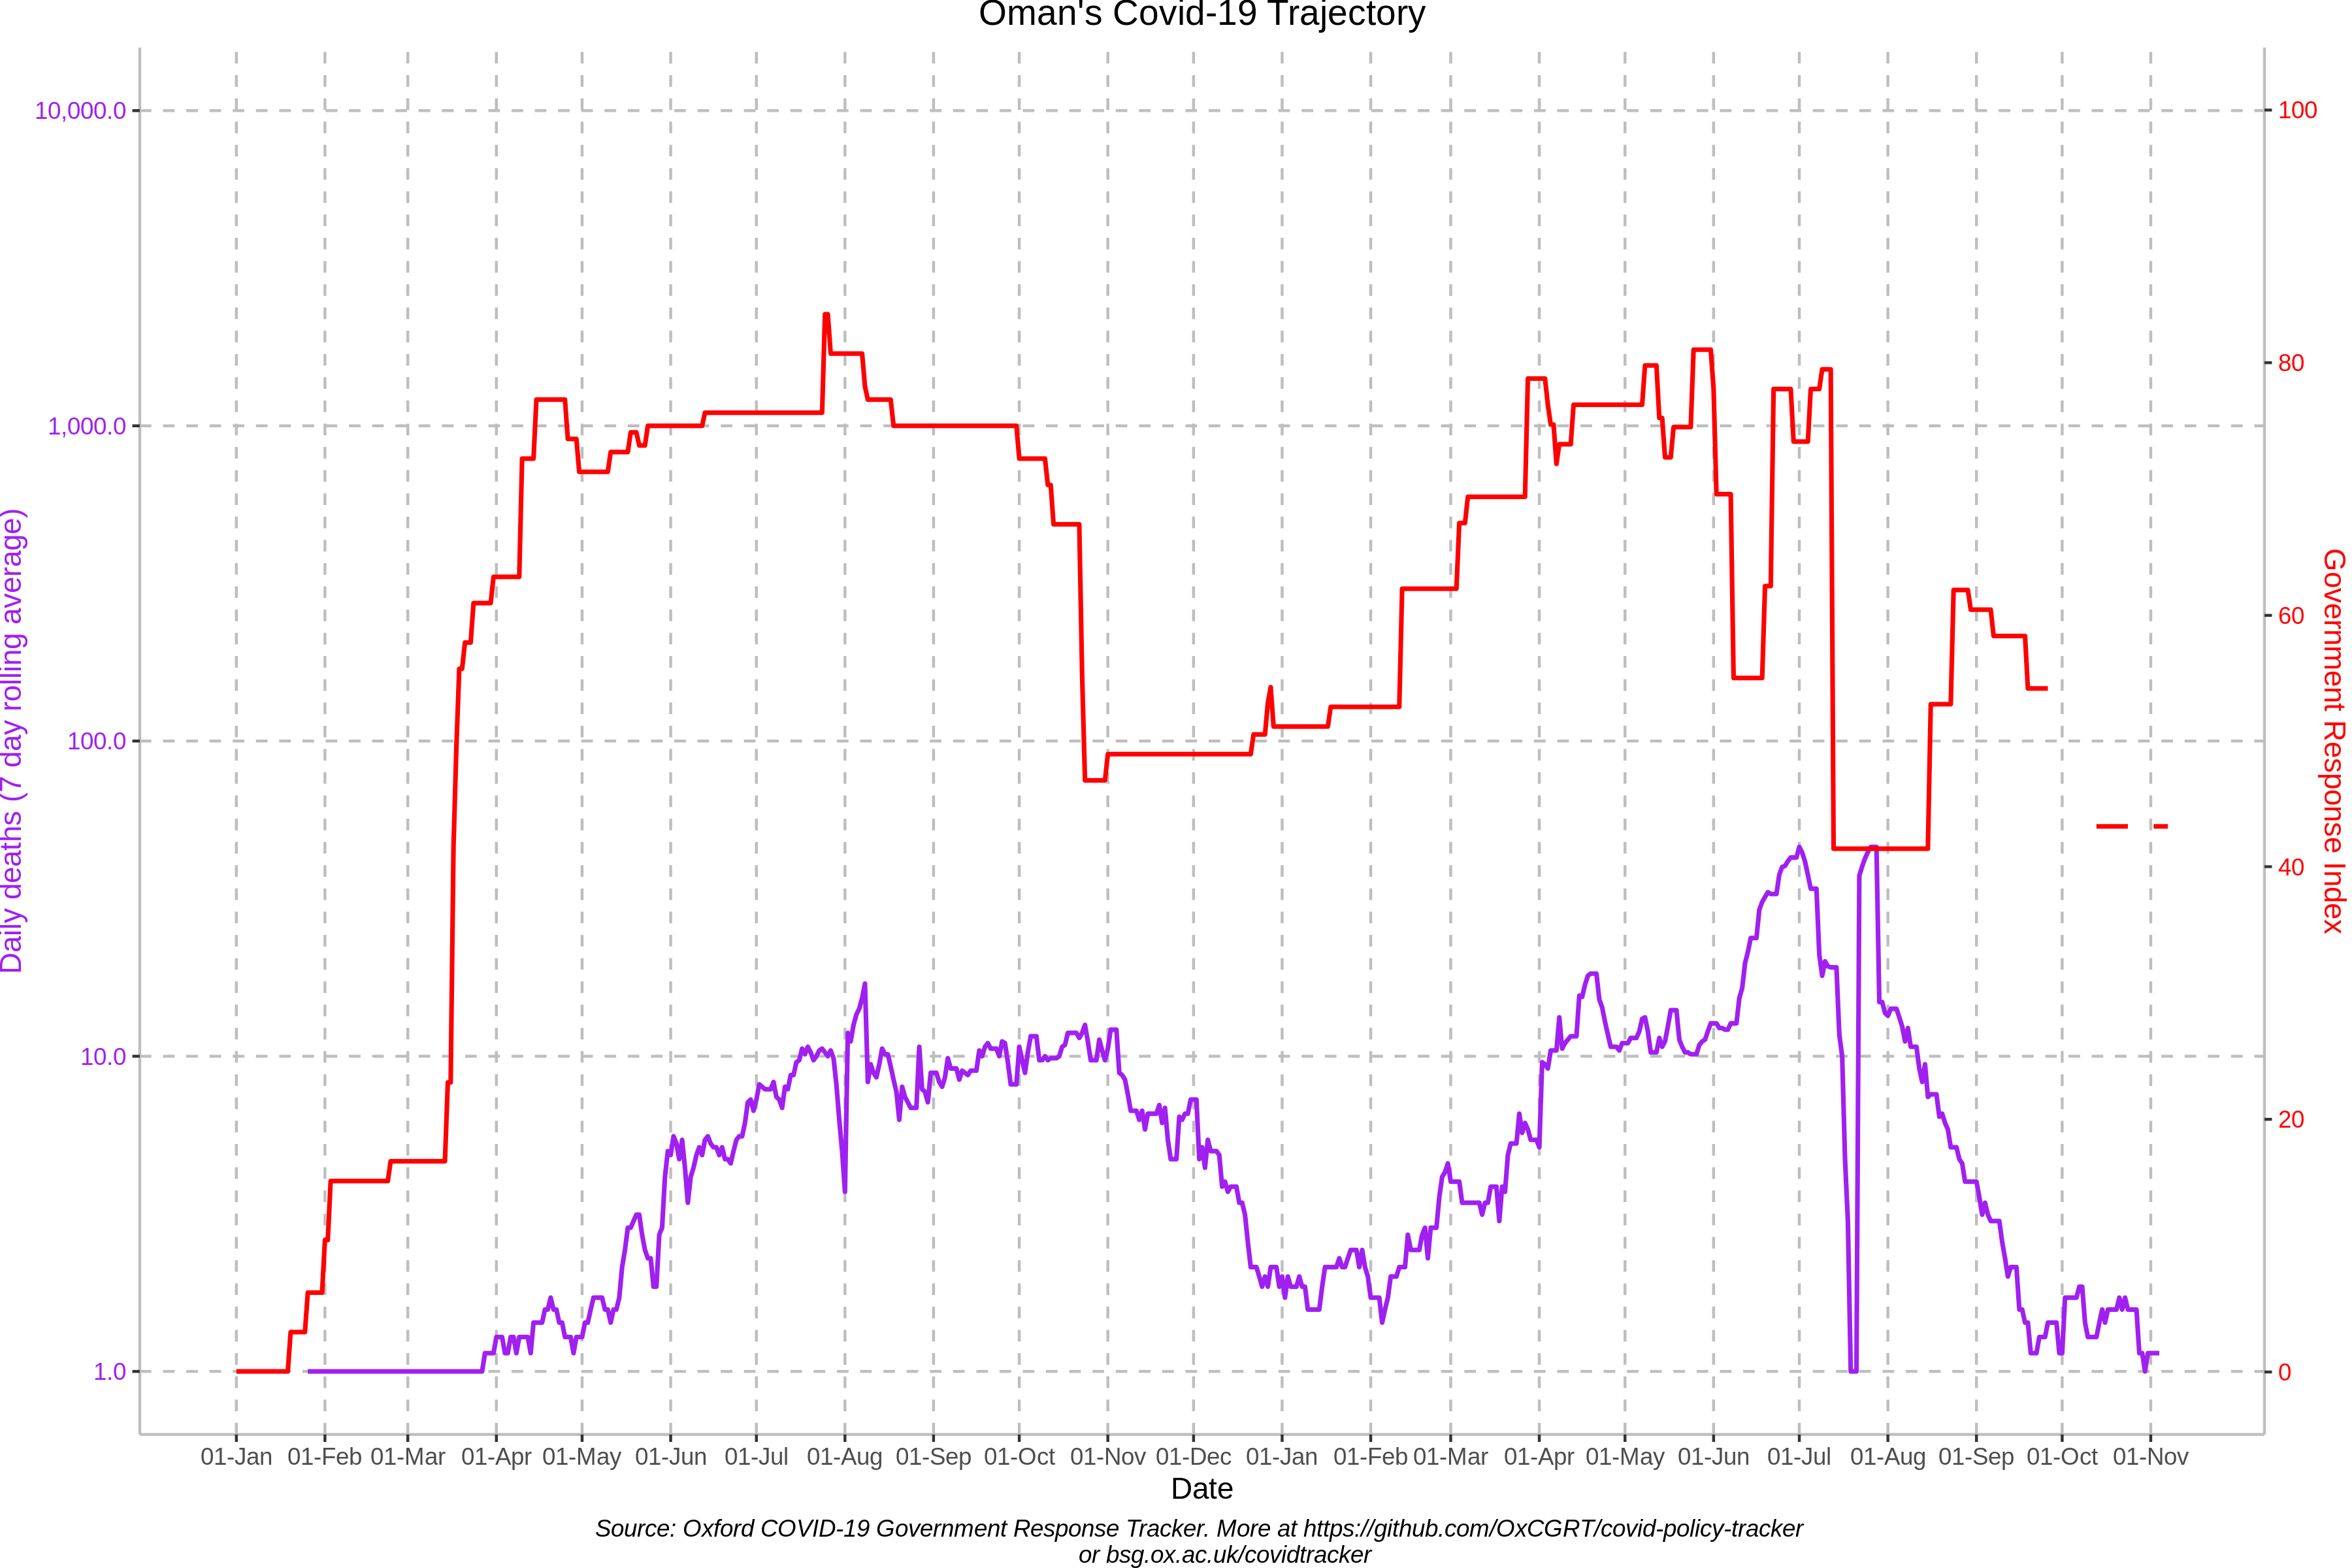 Oman's Covid-19 Trajectory
10,000.0
1,000.0
100.0
10.0
1.0
Daily deaths (7 day rolling average)
100
80
60
40
20
0
Government Response Index
01-Jan 01-Feb 01-Mar 01-Apr 01-May 01-Jun 01-Jul 01-Aug 01-Sep 01-Oct 01-Nov 01-Dec 01-Jan 01-Feb 01-Mar 01-Apr 01-May 01-Jun 01-Jul 01-Aug 01-Sep 01-Oct 01-Nov
Date
Source: Oxford COVID-19 Government Response Tracker. More at https://github.com/OxCGRT/covid-policy-tracker
or bsg.ox.ac.uk/covidtracker